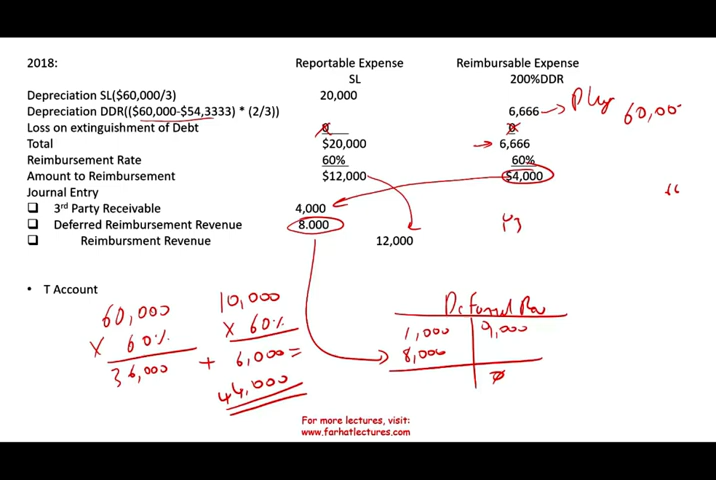 2018: Reportable Expense Reimbursable Expense
SL 200%DDR
Depreciation SL($60,000/3) 20,000
Depreciation DDR(($60,000-$54,3333) * (2/3)) 6,666 60,00
Loss on extinguishment of Debt 0 0
Total $20,000 6,666
Reimbursement Rate 60% 60%
Amount to Reimbursement $12,000 $4,000
Journal Entry
3rd Party Receivable 4,000
Deferred Reimbursement Revenue 8.000 Y3
Reimbursment Revenue 12,000
• T Account
60,000
X 60%
36,000
+
10,000
X 60%
6,000=
44,000
Deferred Rev
1,000 9,000
8,000
0
For more lectures, visit:
www.farhatlectures.com